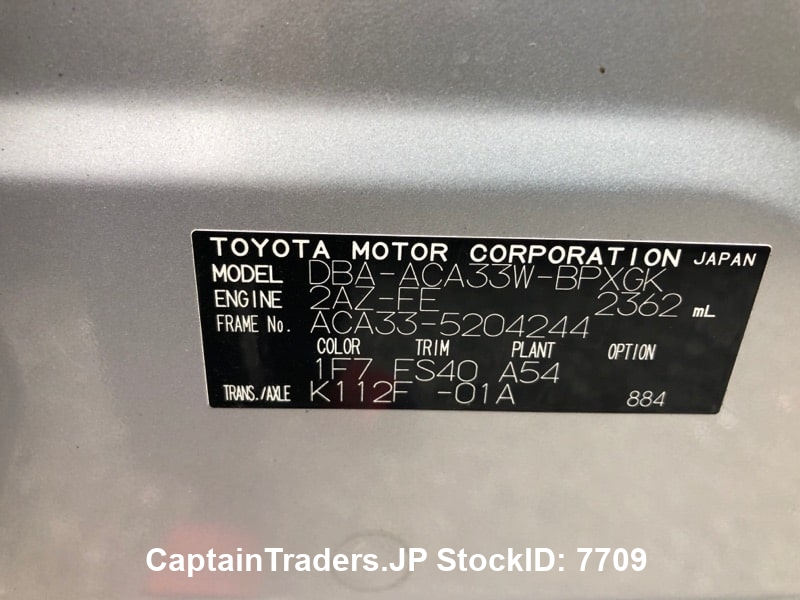 TOYOTA MOTOR CORPORATION JAPAN
MODEL DBA-ACA33W-BPXGK
ENGINE 2AZ-FE 2362 mL
FRAME No. ACA33-5204244
COLOR TRIM PLANT OPTION
1F7 FS40 A54
TRANS./AXLE K112F -01A 884
CaptainTraders.JP StockID: 7709